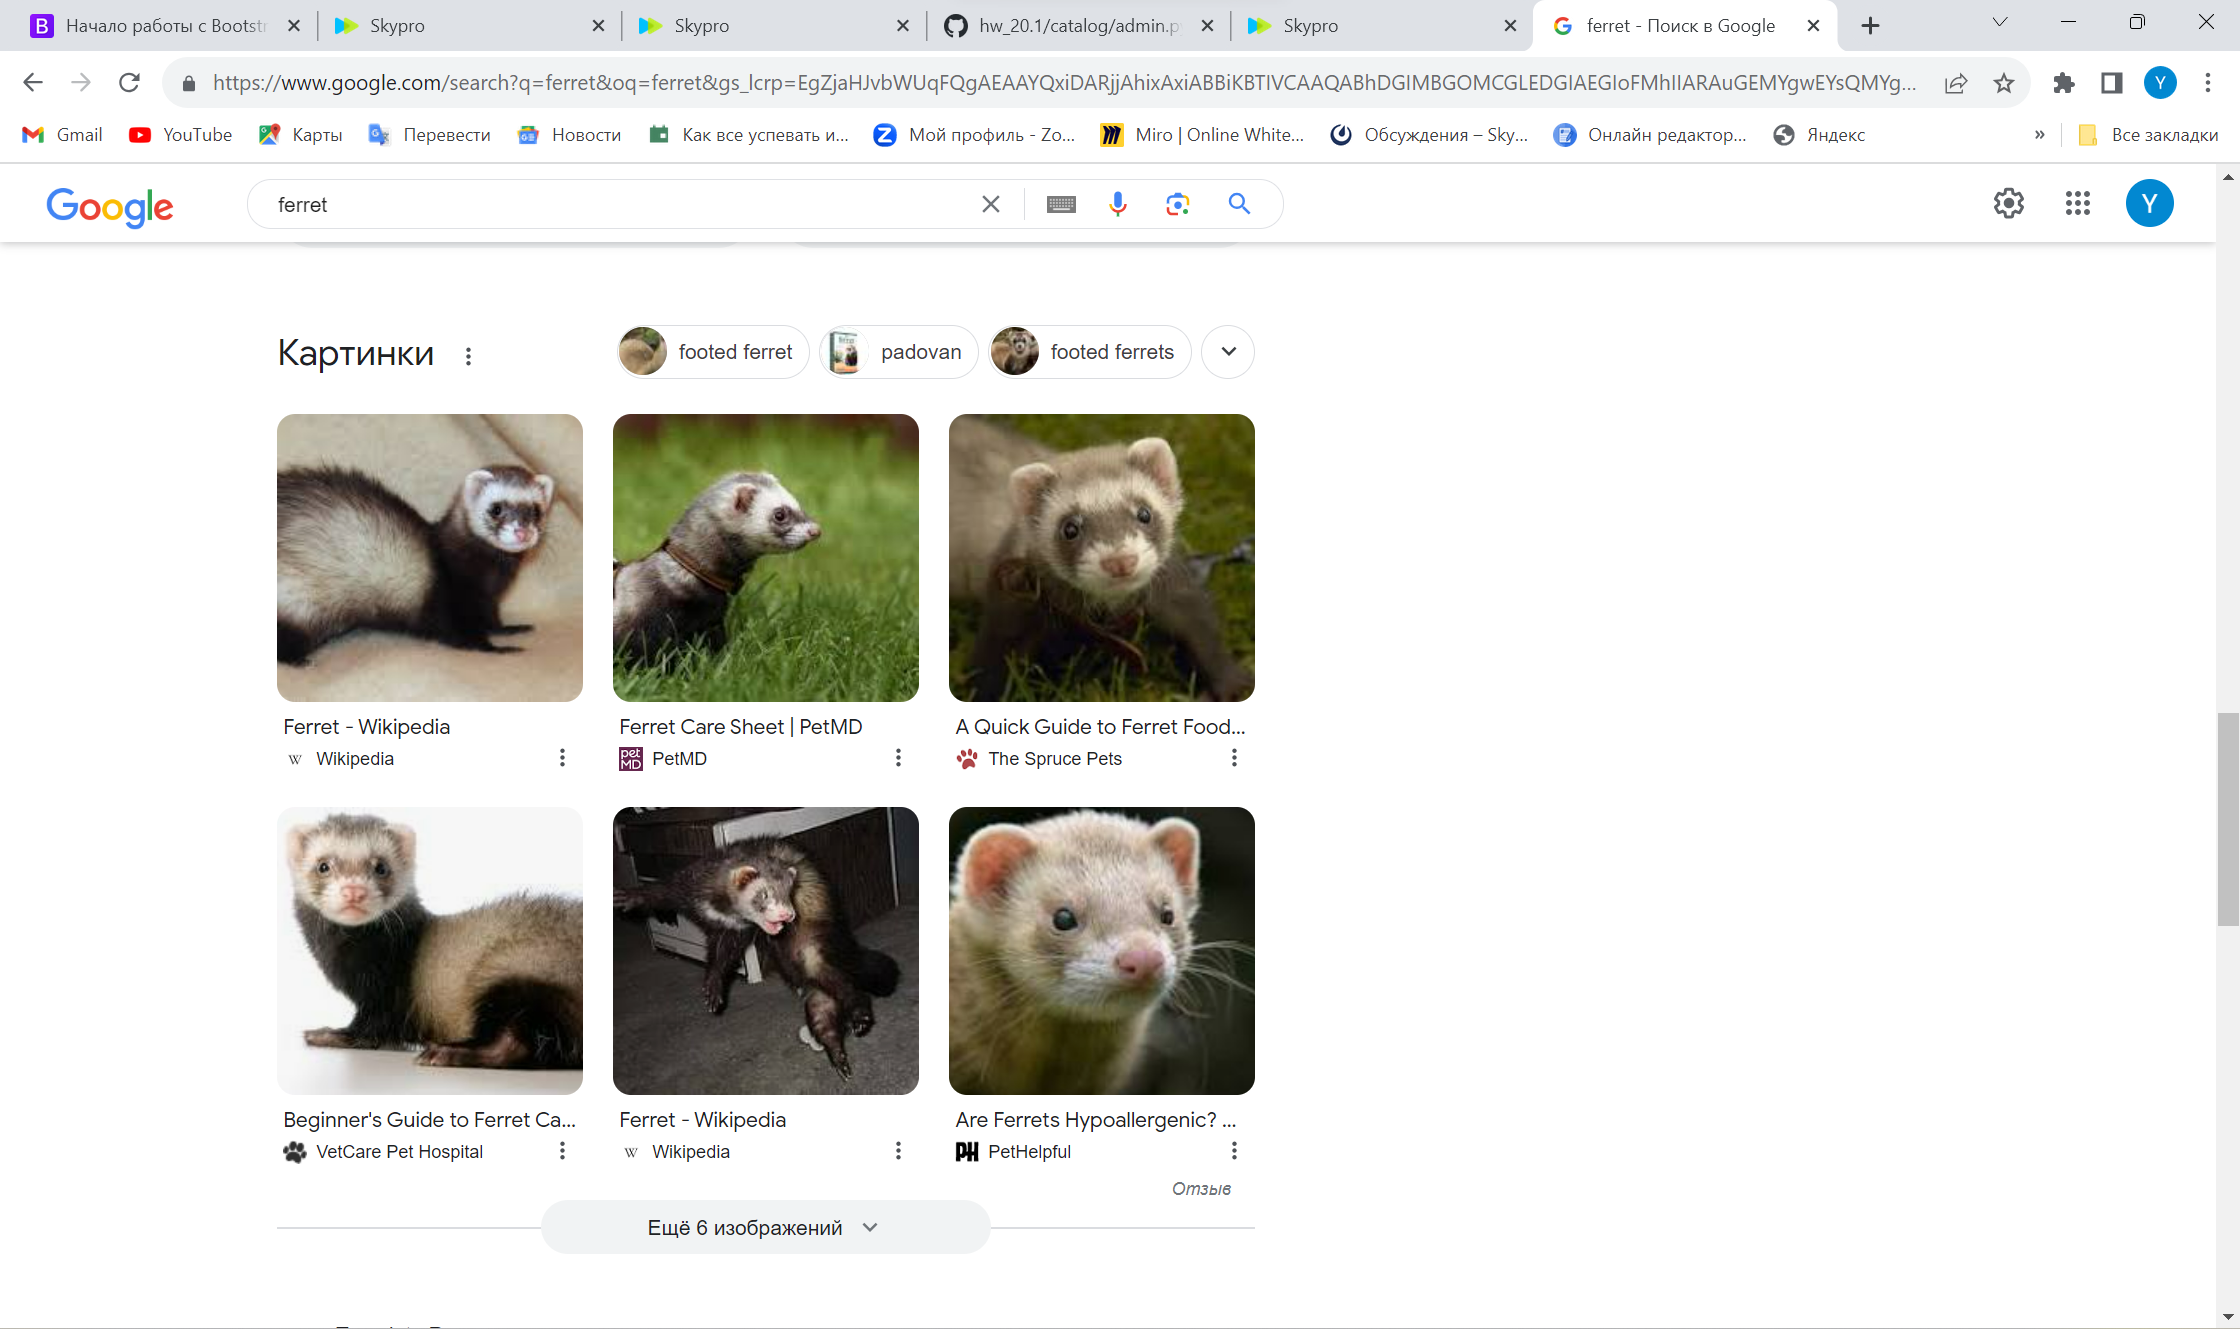 Начало работы с Bootstr
Skypro
Skypro
hw_20.1/catalog/admin.p
Skypro
ferret - Поиск в Google
https://www.google.com/search?q=ferret&oq=ferret&gs_lcrp=EgZjaHJvbWUqFQgAEAAYQxiDARjjAhixAxiABBiKBTIVCAAQABhDGIMBGOMCGLEDGIAEGIoFMhIIARAuGEMYgwEYsQMYg...
Gmail
YouTube
Карты
Перевести
Новости
Как все успевать и...
Мой профиль - Zo...
Miro | Online White...
Обсуждения – Sky...
Онлайн редактор...
Яндекс
»
Все закладки
Google
ferret
Y
Картинки
footed ferret
padovan
footed ferrets
Ferret - Wikipedia
Wikipedia
Ferret Care Sheet | PetMD
PetMD
A Quick Guide to Ferret Food...
The Spruce Pets
Beginner's Guide to Ferret Ca...
VetCare Pet Hospital
Ferret - Wikipedia
Wikipedia
Are Ferrets Hypoallergenic? ...
PetHelpful
Отзыв
Ещё 6 изображений